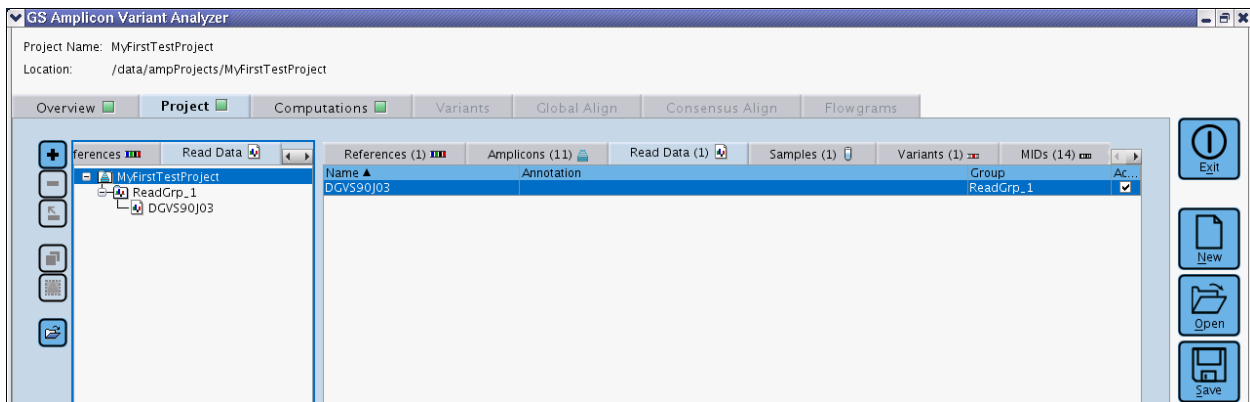 GS Amplicon Variant Analyzer
Project Name: MyFirstTestProject
Location: /data/ampProjects/MyFirstTestProject
Overview Project Computations Variants Global Align Consensus Align Flowgrams
ferences Read Data References (1) Amplicons (11) Read Data (1) Samples (1) Variants (1) MIDs (14)
Name Annotation Group Ac...
MyFirstTestProject
DGVS90J03 ReadGrp_1
ReadGrp_1
DGVS90J03
Exit
New
Open
Save